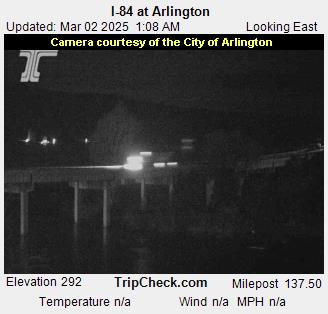 I-84 at Arlington
Updated: Mar 02 2025 1:08 AM Looking East
Camera courtesy of the City of Arlington
Elevation 292 TripCheck.com Milepost 137.50
Temperature n/a Wind n/a MPH n/a